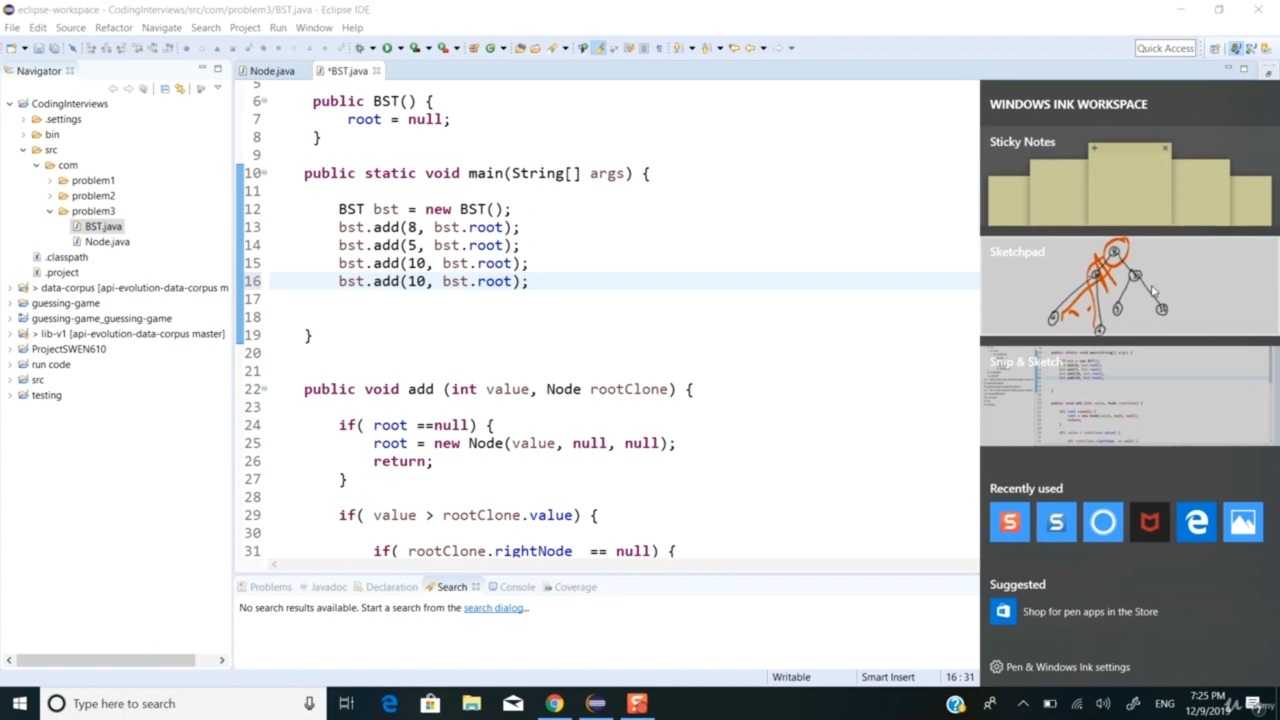 eclipse-workspace - CodingInterviews/src/com/problem3/BST.java - Eclipse IDE
File Edit Source Refactor Navigate Search Project Run Window Help
Quick Access
Navigator
CodingInterviews
.settings
bin
src
com
problem1
problem2
problem3
BST.java
Node.java
.classpath
.project
> data-corpus [api-evolution-data-corpus m
guessing-game
guessing-game_guessing-game
> lib-v1 [api-evolution-data-corpus master]
ProjectSWEN610
run code
src
testing
Node.java *BST.java
5
6 public BST() {
7 root = null;
8 }
9
10 public static void main(String[] args) {
11
12 BST bst = new BST();
13 bst.add(8, bst.root);
14 bst.add(5, bst.root);
15 bst.add(10, bst.root);
16 bst.add(10, bst.root);
17
18
19 }
20
21
22 public void add (int value, Node rootClone) {
23
24 if( root ==null) {
25 root = new Node(value, null, null);
26 return;
27 }
28
29 if( value > rootClone.value) {
30
31 if( rootClone.rightNode == null) {
Problems Javadoc Declaration Search Console Coverage
No search results available. Start a search from the search dialog...
Writable Smart Insert 16 : 31
WINDOWS INK WORKSPACE
Sticky Notes
Sketchpad
Snip & Sketch
Recently used
Suggested
Shop for pen apps in the Store
Pen & Windows Ink settings
Type here to search
ENG
7:25 PM
12/9/2019